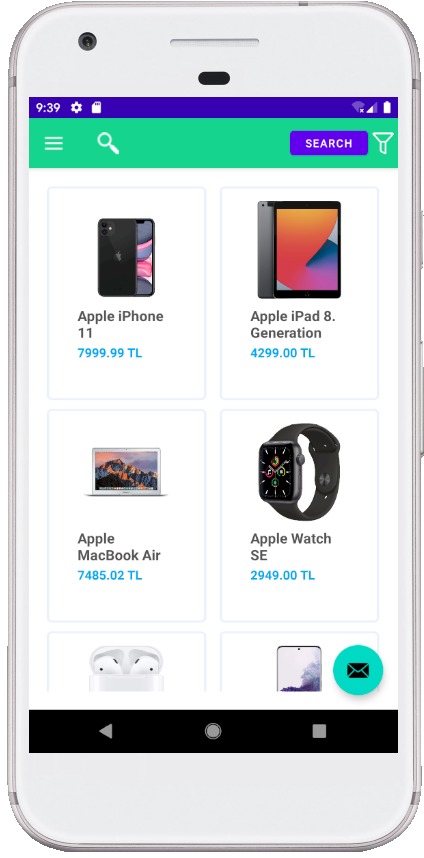 9:39
SEARCH
Apple iPhone
11
7999.99 TL
Apple iPad 8.
Generation
4299.00 TL
Apple
MacBook Air
7485.02 TL
Apple Watch
SE
2949.00 TL